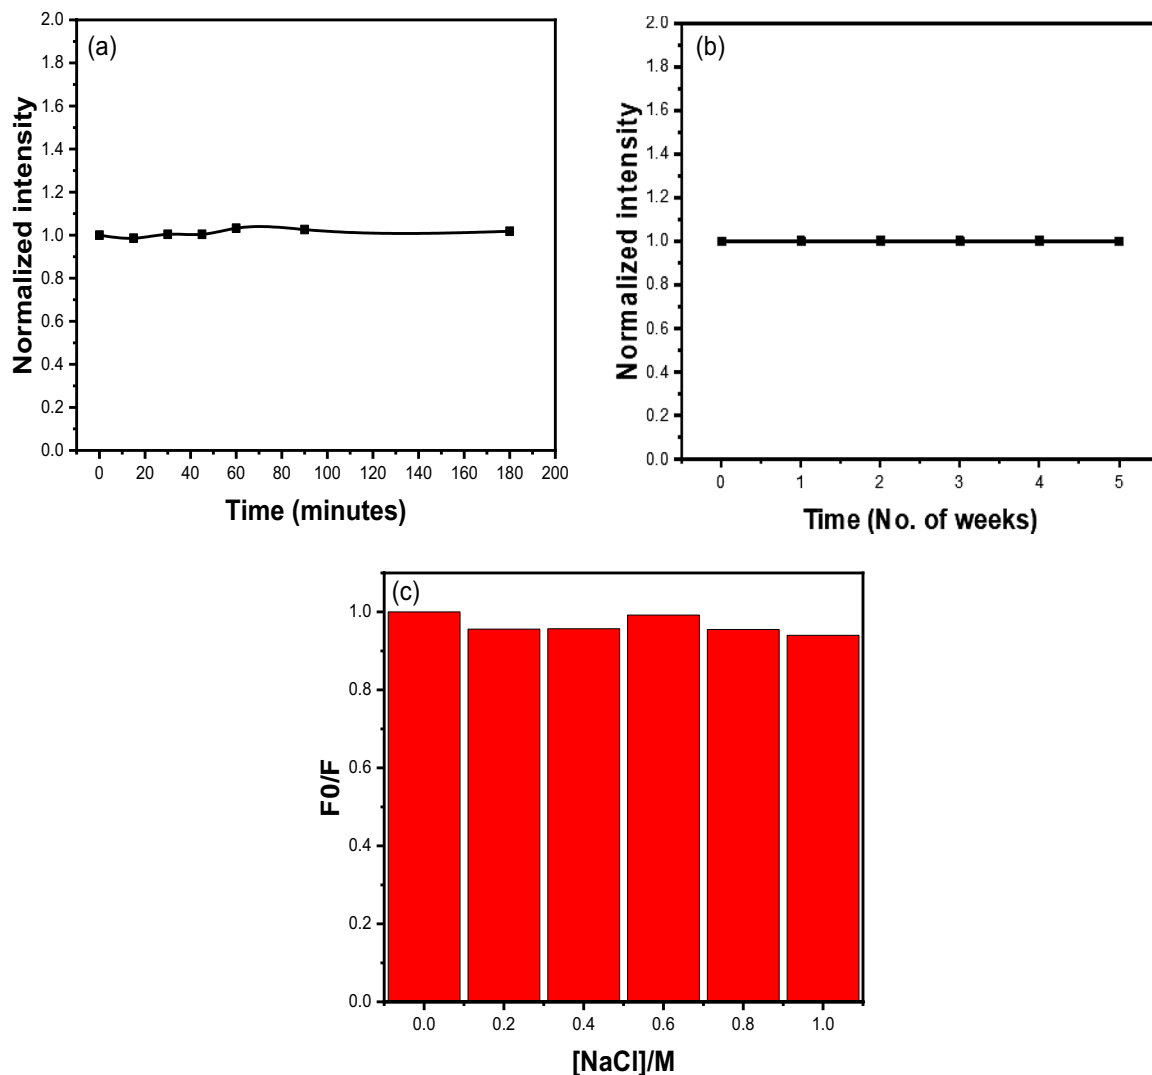 (a)
Normalized intensity
2.0
1.8
1.6
1.4
1.2
1.0
0.8
0.6
0.4
0.2
0.0
0 20 40 60 80 100 120 140 160 180 200
Time (minutes)
(b)
Normalized intensity
2.0
1.8
1.6
1.4
1.2
1.0
0.8
0.6
0.4
0.2
0.0
0 1 2 3 4 5
Time (No. of weeks)
(c)
F0/F
1.0
0.8
0.6
0.4
0.2
0.0
0.0 0.2 0.4 0.6 0.8 1.0
[NaCl]/M